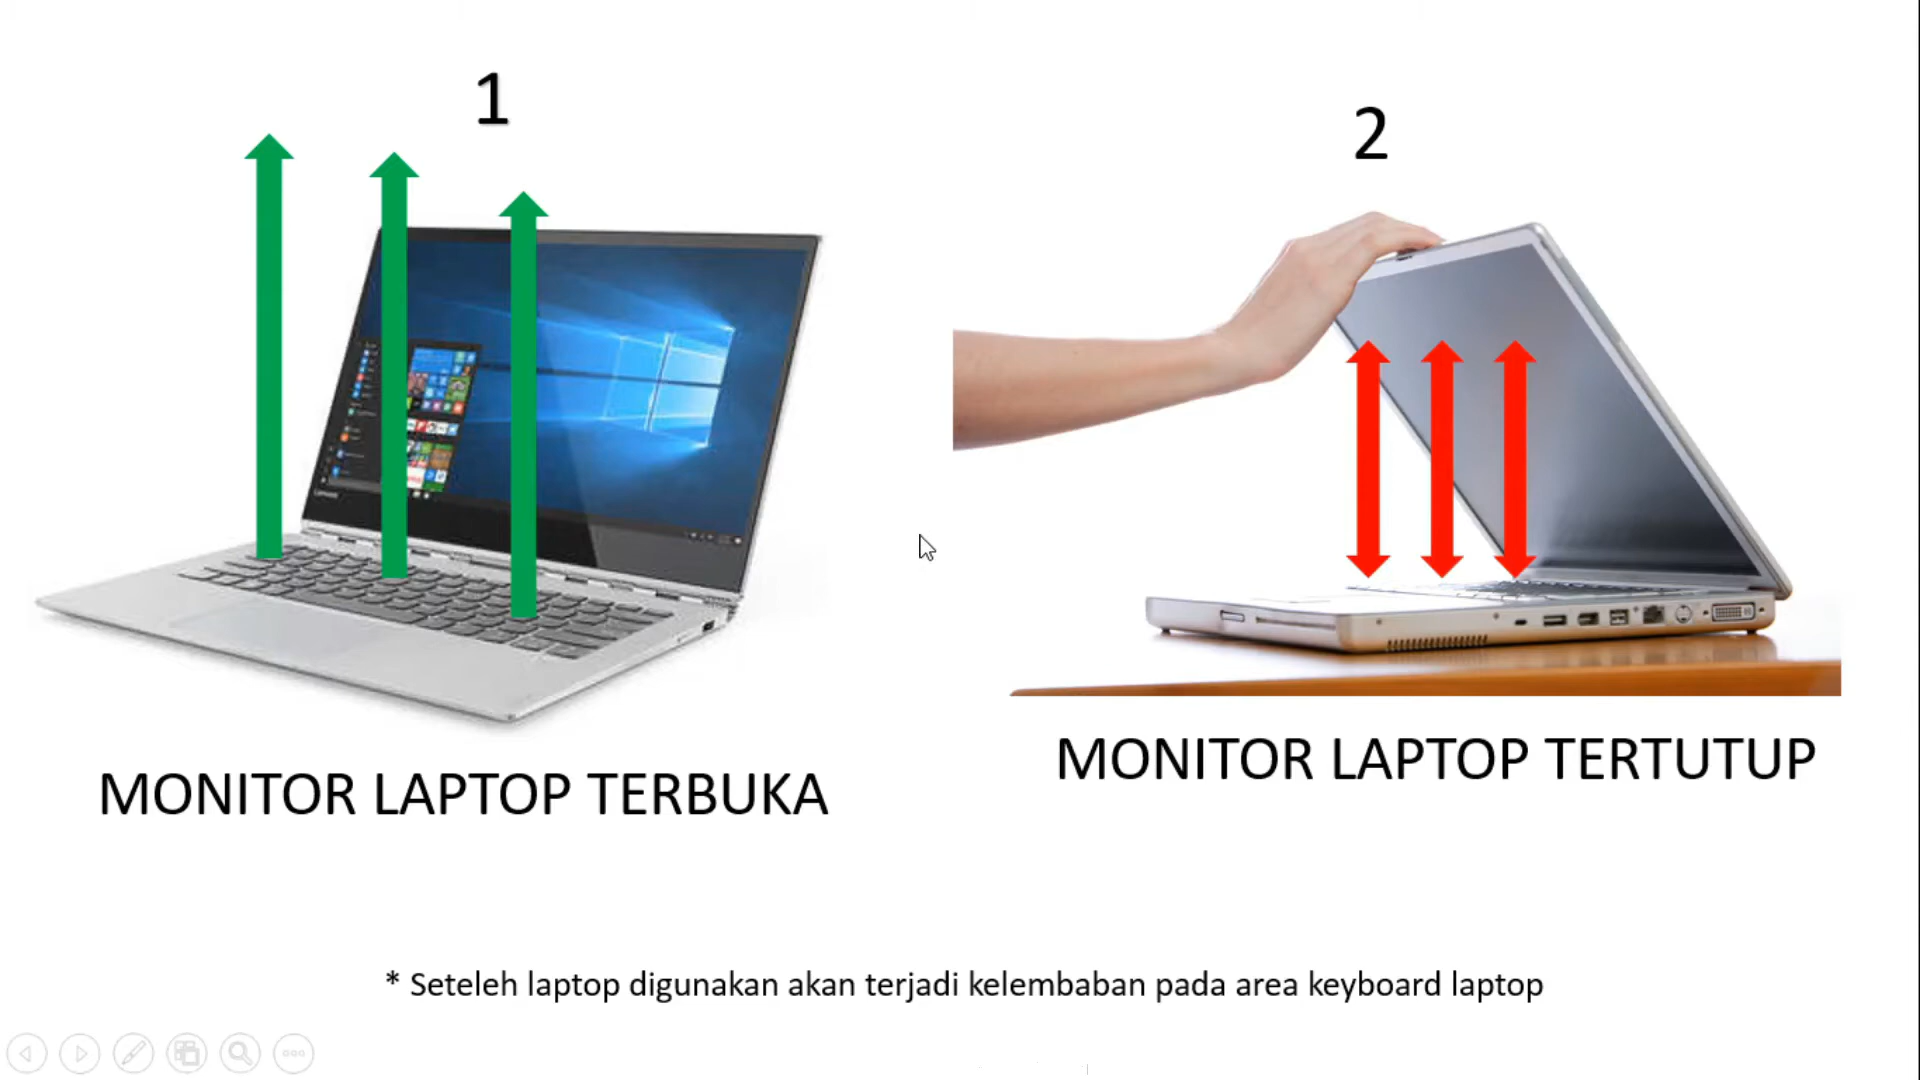 1
2
MONITOR LAPTOP TERBUKA
MONITOR LAPTOP TERTUTUP
* Seteleh laptop digunakan akan terjadi kelembaban pada area keyboard laptop